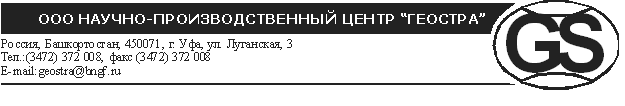 ООО НАУЧНО-ПРОИЗВОДСТВЕННЫЙ ЦЕНТР "ГЕОСТРА"
GS
Россия, Башкортостан, 450071, г. Уфа, ул. Луганская, 3
Тел.:(3472) 372 008, факс (3472) 372 008
E-mail: geostra@bngf.ru